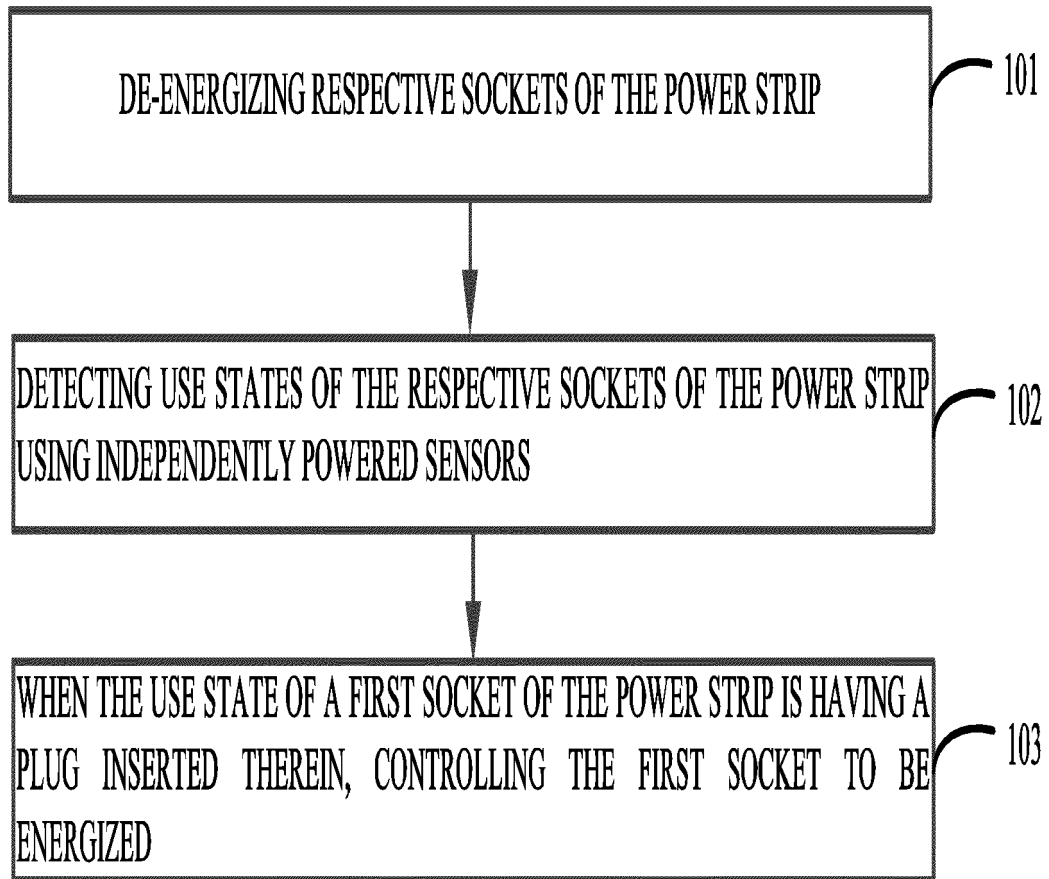 DE-ENERGIZING RESPECTIVE SOCKETS OF THE POWER STRIP
101
DETECTING USE STATES OF THE RESPECTIVE SOCKETS OF THE POWER STRIP
USING INDEPENDENTLY POWERED SENSORS
102
WHEN THE USE STATE OF A FIRST SOCKET OF THE POWER STRIP IS HAVING A
PLUG INSERTED THEREIN, CONTROLLING THE FIRST SOCKET TO BE
ENERGIZED
103